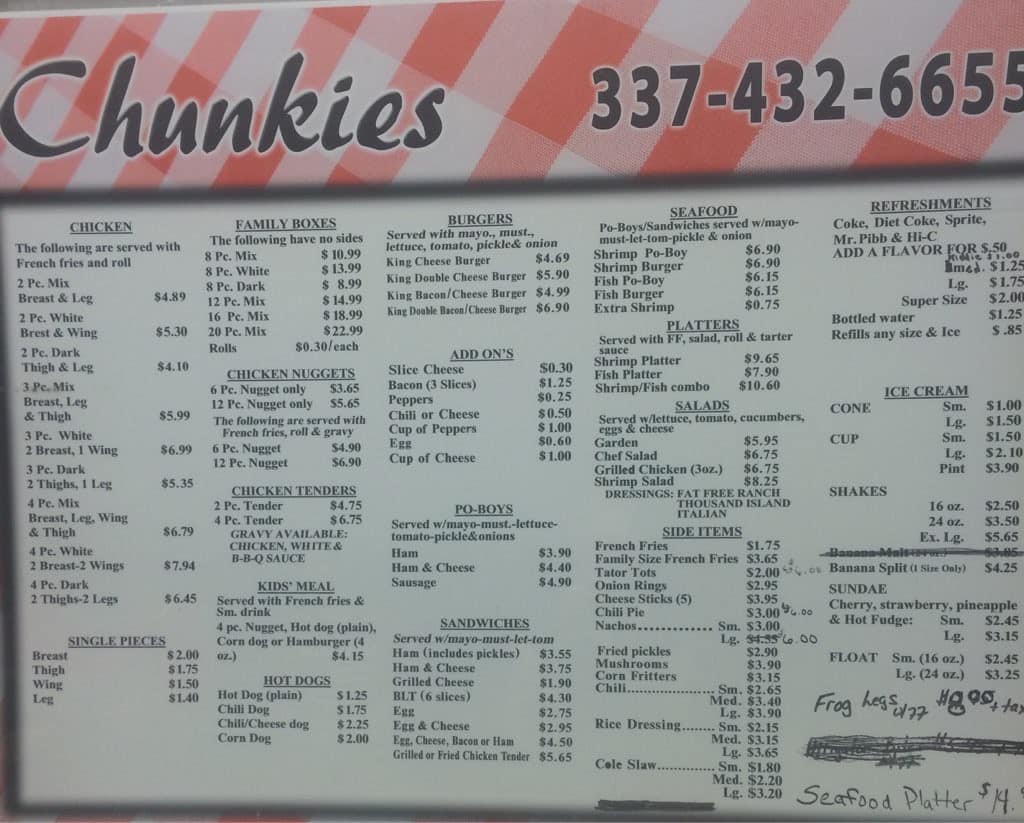 Chunkies
337-432-6655
CHICKEN
The following are served with
French fries and roll
2 Pc. Mix
Breast & Leg $4.89
2 Pc. White
Brest & Wing $5.30
2 Pc. Dark
Thigh & Leg $4.10
3 Pc. Mix
Breast, Leg
& Thigh $5.99
3 Pc. White
2 Breast, 1 Wing $6.99
3 Pc. Dark
2 Thighs, 1 Leg $5.35
4 Pc. Mix
Breast, Leg, Wing
& Thigh $6.79
4 Pc. White
2 Breast-2 Wings $7.94
4 Pc. Dark
2 Thighs-2 Legs $6.45
SINGLE PIECES
Breast $2.00
Thigh $1.75
Wing $1.50
Leg $1.40
FAMILY BOXES
The following have no sides
8 Pc. Mix $ 10.99
8 Pc. White $ 13.99
8 Pc. Dark $ 8.99
12 Pc. Mix $ 14.99
16 Pc. Mix $ 18.99
20 Pc. Mix $22.99
Rolls $0.30/each
CHICKEN NUGGETS
6 Pc. Nugget only $3.65
12 Pc. Nugget only $5.65
The following are served with
French fries, roll & gravy
6 Pc. Nugget $4.90
12 Pc. Nugget $6.90
CHICKEN TENDERS
2 Pc. Tender $4.75
4 Pc. Tender $ 6.75
GRAVY AVAILABLE:
CHICKEN, WHITE &
B-B-Q SAUCE
KIDS' MEAL
Served with French fries &
Sm. drink
4 pc. Nugget, Hot dog (plain),
Corn dog or Hamburger (4
oz.) $ 4.15
HOT DOGS
Hot Dog (plain) $ 1.25
Chili Dog $ 1.75
Chili/Cheese dog $ 2.25
Corn Dog $ 2.00
BURGERS
Served with mayo., must.,
lettuce, tomato, pickle& onion
King Cheese Burger $4.69
King Double Cheese Burger $5.90
King Bacon/Cheese Burger $4.99
King Double Bacon/Cheese Burger $6.90
ADD ON'S
Slice Cheese $0.30
Bacon (3 Slices) $1.25
Peppers $0.25
Chili or Cheese $0.50
Cup of Peppers $ 1.00
Egg $0.60
Cup of Cheese $1.00
PO-BOYS
Served w/mayo-must.-lettuce-
tomato-pickle&onions
Ham $3.90
Ham & Cheese $4.40
Sausage $4.90
SANDWICHES
Served w/mayo-must-let-tom
Ham (includes pickles) $3.55
Ham & Cheese $3.75
Grilled Cheese $1.90
BLT (6 slices) $4.30
Egg $2.75
Egg & Cheese $2.95
Egg, Cheese, Bacon or Ham $4.50
Grilled or Fried Chicken Tender $5.65
SEAFOOD
Po-Boys/Sandwiches served w/mayo-
must-let-tom-pickle & onion
Shrimp Po-Boy $6.90
Shrimp Burger $6.90
Fish Po-Boy $6.15
Fish Burger $6.15
Extra Shrimp $0.75
PLATTERS
Served with FF, salad, roll & tarter
sauce
Shrimp Platter $9.65
Fish Platter $7.90
Shrimp/Fish combo $10.60
SALADS
Served w/lettuce, tomato, cucumbers,
eggs & cheese
Garden $5.95
Chef Salad $6.75
Grilled Chicken (3oz.) $6.75
Shrimp Salad $8.25
DRESSINGS: FAT FREE RANCH
THOUSAND ISLAND
ITALIAN
SIDE ITEMS
French Fries $1.75
Family Size French Fries $3.65
Tator Tots $2.00
Onion Rings $2.95
Cheese Sticks (5) $3.95
Chili Pie $3.00 $6.00
Nachos............. Sm. $3.00
Lg. $4.55 6.00
Fried pickles $2.90
Mushrooms $3.90
Corn Fritters $3.15
Chili..................... Sm. $2.65
Med. $3.40
Lg. $3.90
Rice Dressing....... Sm. $2.15
Med. $3.15
Lg. $3.65
Cole Slaw............. Sm. $1.80
Med. $2.20
Lg. $3.20
REFRESHMENTS
Coke, Diet Coke, Sprite,
Mr. Pibb & Hi-C
ADD A FLAVOR FOR $.50
Kiddie $1.00
med. $1.25
Lg. $1.75
Super Size $2.00
Bottled water $1.25
Refills any size & Ice $ .85
ICE CREAM
CONE Sm. $1.00
Lg. $1.50
CUP Sm. $1.50
Lg. $2.10
Pint $3.90
SHAKES
16 oz. $2.50
24 oz. $3.50
Ex. Lg. $5.65
Banana Malt $3.85
Banana Split (1 Size Only) $4.25
SUNDAE
Cherry, strawberry, pineapple
& Hot Fudge: Sm. $2.45
Lg. $3.15
FLOAT Sm. (16 oz.) $2.45
Lg. (24 oz.) $3.25
Frog Legs + tax
Seafood Platter $14.